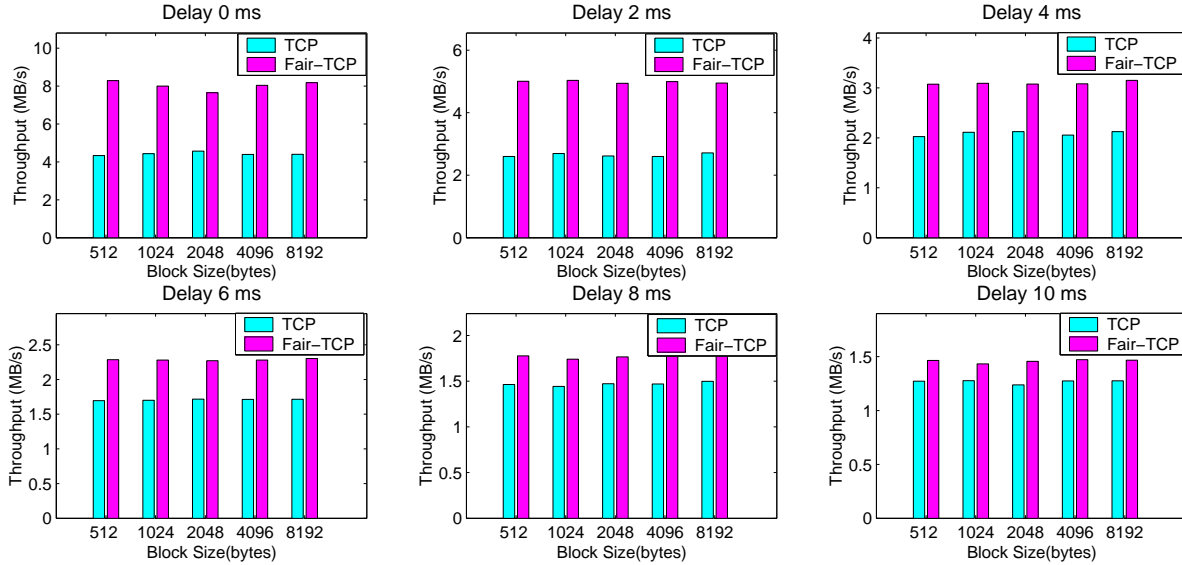 Delay 0 ms
Throughput (MB/s)
10
8
6
4
2
0
TCP
Fair-TCP
512 1024 2048 4096 8192
Block Size(bytes)
Delay 2 ms
Throughput (MB/s)
6
4
2
0
TCP
Fair-TCP
512 1024 2048 4096 8192
Block Size(bytes)
Delay 4 ms
Throughput (MB/s)
4
3
2
1
0
TCP
Fair-TCP
512 1024 2048 4096 8192
Block Size(bytes)
Delay 6 ms
Throughput (MB/s)
2.5
2
1.5
1
0.5
0
TCP
Fair-TCP
512 1024 2048 4096 8192
Block Size(bytes)
Delay 8 ms
Throughput (MB/s)
2
1.5
1
0.5
0
TCP
Fair-TCP
512 1024 2048 4096 8192
Block Size(bytes)
Delay 10 ms
Throughput (MB/s)
1.5
1
0.5
0
TCP
Fair-TCP
512 1024 2048 4096 8192
Block Size(bytes)